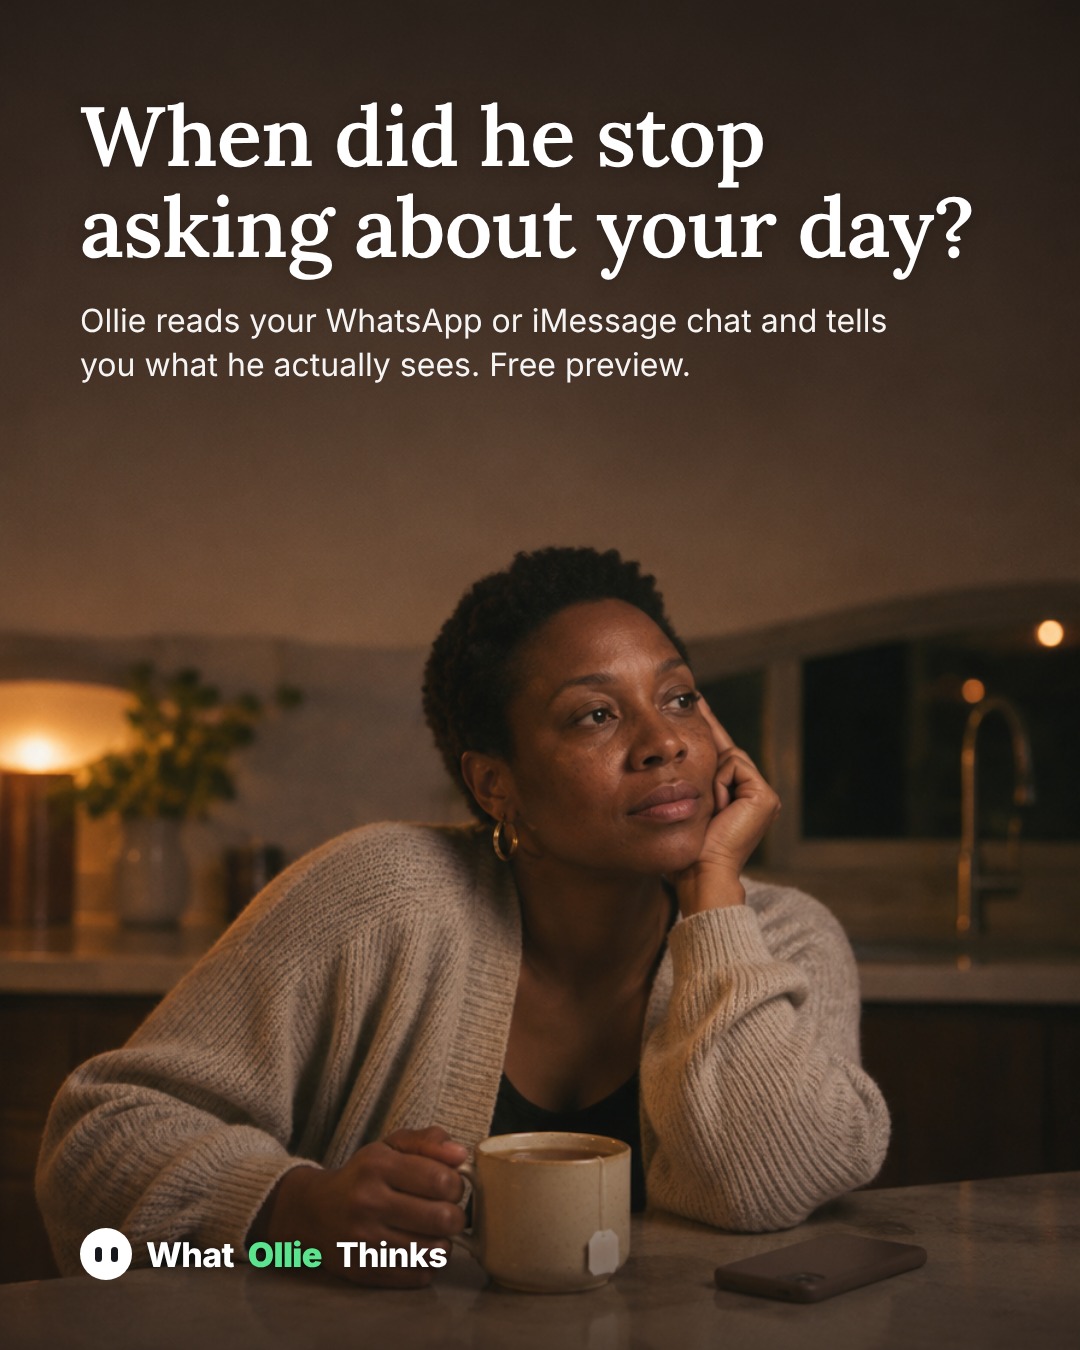 When did he stop
asking about your day?
Ollie reads your WhatsApp or iMessage chat and tells
you what he actually sees. Free preview.
What Ollie Thinks